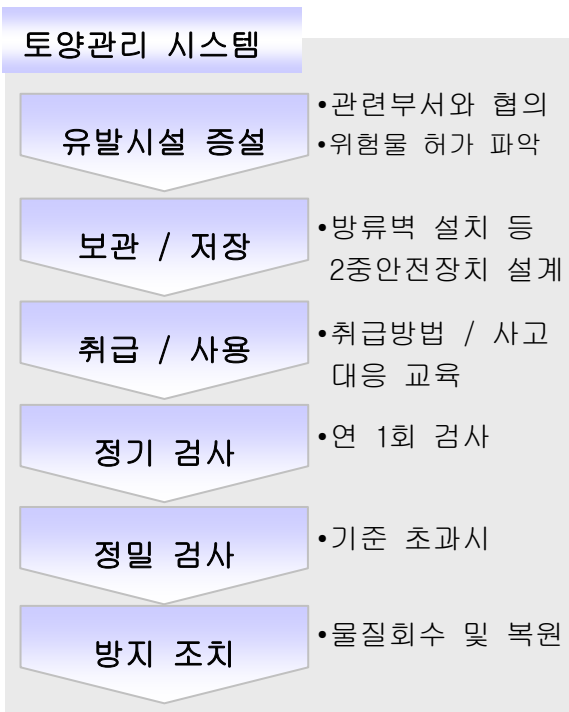 토양관리 시스템
유발시설 증설
•관련부서와 협의
•위험물 허가 파악
보관 / 저장
•방류벽 설치 등
2중안전장치 설계
취급 / 사용
•취급방법 / 사고
대응 교육
정기 검사
•연 1회 검사
정밀 검사
•기준 초과시
방지 조치
•물질회수 및 복원